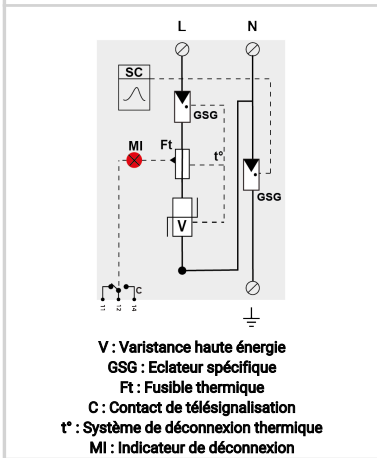 L N
SC
GSG
MI Ft
t°
GSG
V
C
11 12 14
V : Varistance haute énergie
GSG : Eclateur spécifique
Ft : Fusible thermique
C : Contact de télésignalisation
t° : Système de déconnexion thermique
MI : Indicateur de déconnexion